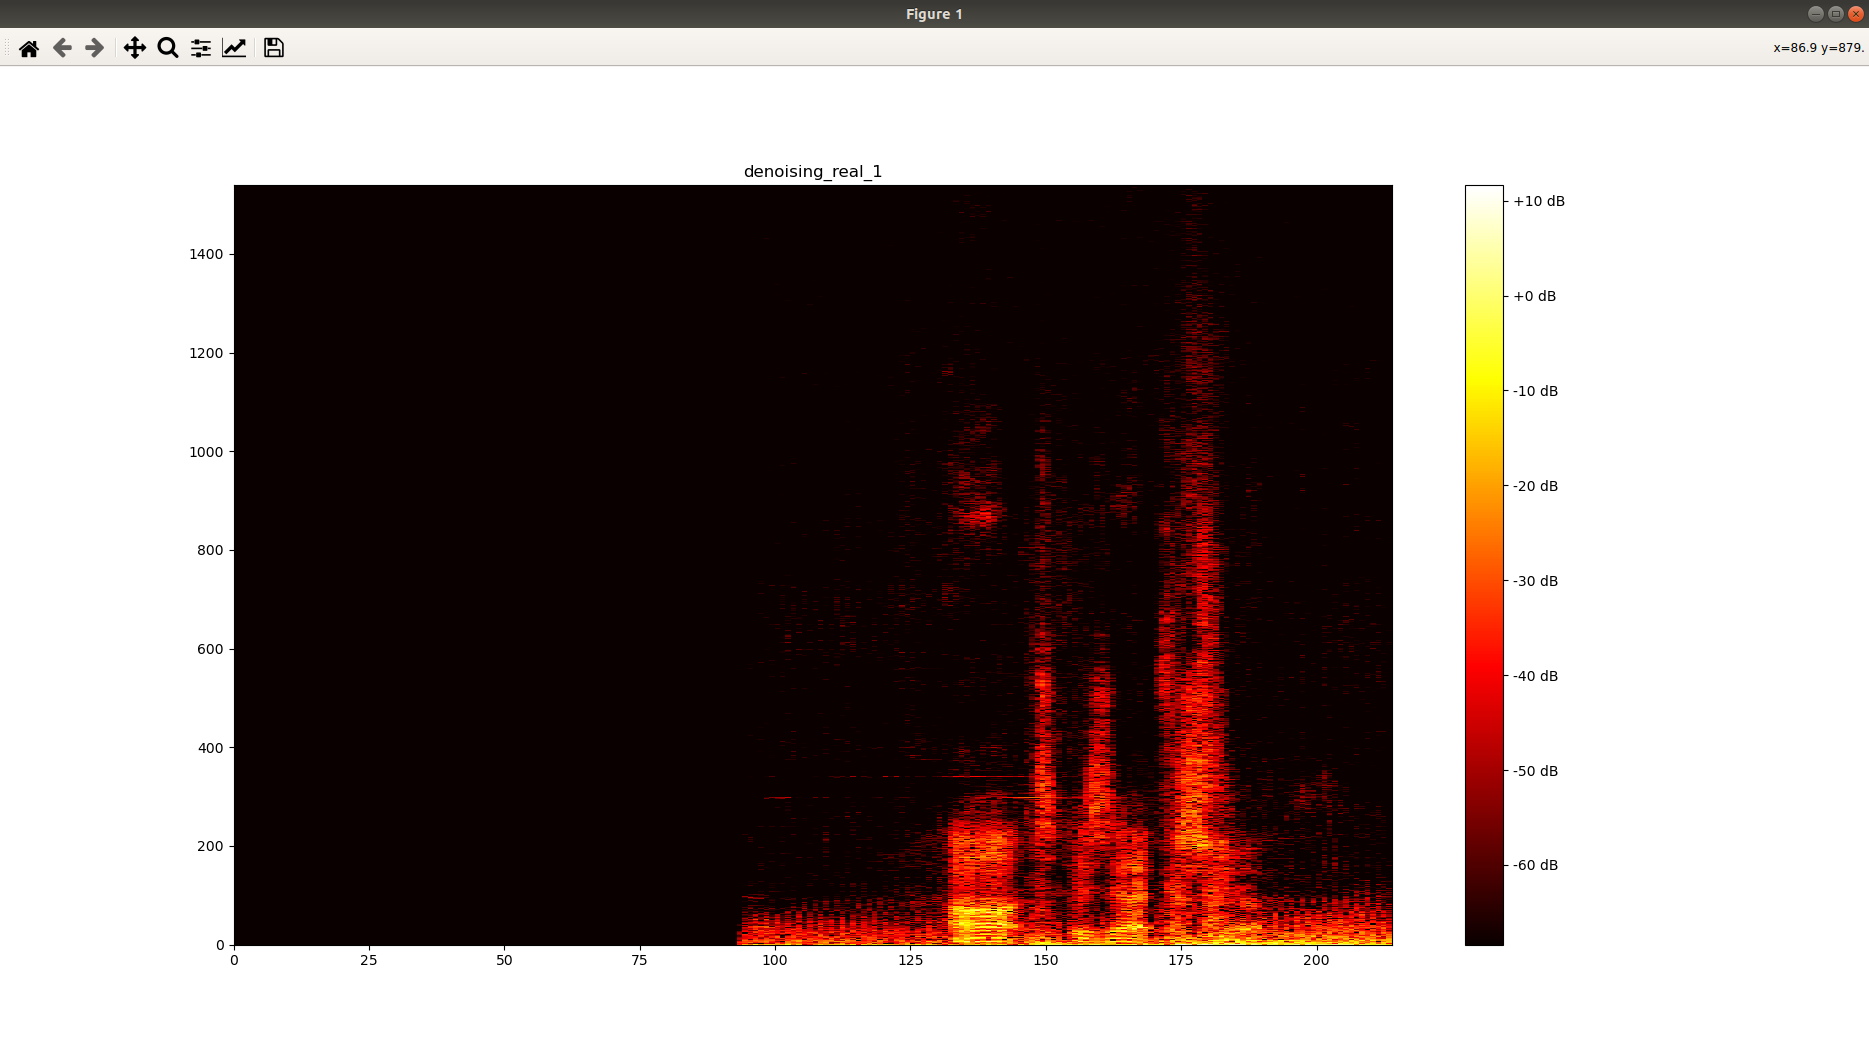 Figure 1
x=86.9 y=879.
denoising_real_1
1400
1200
1000
800
600
400
200
0
0 25 50 75 100 125 150 175 200
+10 dB
+0 dB
-10 dB
-20 dB
-30 dB
-40 dB
-50 dB
-60 dB